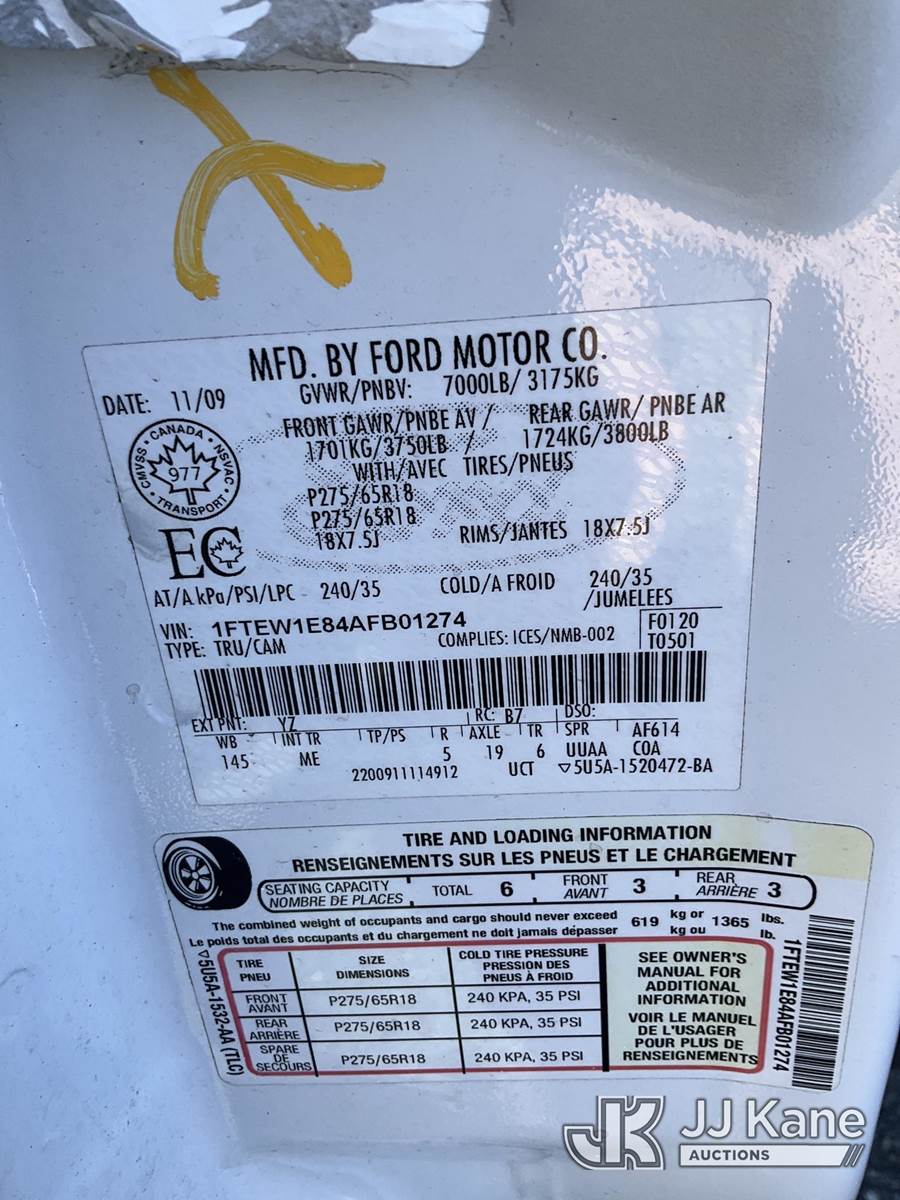 MFD. BY FORD MOTOR CO.
DATE: 11/09
GVWR/PNBV: 7000LB/ 3175KG
FRONT GAWR/PNBE AV / REAR GAWR/ PNBE AR
1701KG/3750LB / 1724KG/3800LB
WITH/AVEC TIRES/PNEUS
P275/65R18
P275/65R18
18X7.5J RIMS/JANTES 18X7.5J
CANADA
CMVSS 977 NSVAC
TRANSPORT
EC
AT/A kPa/PSI/LPC 240/35 COLD/A FROID 240/35
/JUMELEES
VIN: 1FTEW1E84AFB01274
F0120
TYPE: TRU/CAM COMPLIES: ICES/NMB-002
T0501
EXT PNT: YZ RC: B7 DSO:
WB INT TR TP/PS R AXLE TR SPR AF614
145 ME 5 19 6 UUAA COA
2200911114912 UCT ▽5U5A-1520472-BA
TIRE AND LOADING INFORMATION
RENSEIGNEMENTS SUR LES PNEUS ET LE CHARGEMENT
SEATING CAPACITY
NOMBRE DE PLACES
TOTAL 6
FRONT
AVANT 3
REAR
ARRIÈRE 3
The combined weight of occupants and cargo should never exceed 619 kg or 1365 lbs.
Le poids total des occupants et du chargement ne doit jamais dépasser kg ou lb.
TIRE
PNEU
SIZE
DIMENSIONS
COLD TIRE PRESSURE
PRESSION DES
PNEUS À FROID
FRONT
AVANT
P275/65R18 240 KPA, 35 PSI
REAR
ARRIÈRE
P275/65R18 240 KPA, 35 PSI
SPARE
DE
SECOURS
P275/65R18 240 KPA, 35 PSI
SEE OWNER'S
MANUAL FOR
ADDITIONAL
INFORMATION
VOIR LE MANUEL
DE L'USAGER
POUR PLUS DE
RENSEIGNEMENTS
▽5U5A-1532-AA (TLC)
1FTEW1E84AFB01274
JK JJ Kane
AUCTIONS